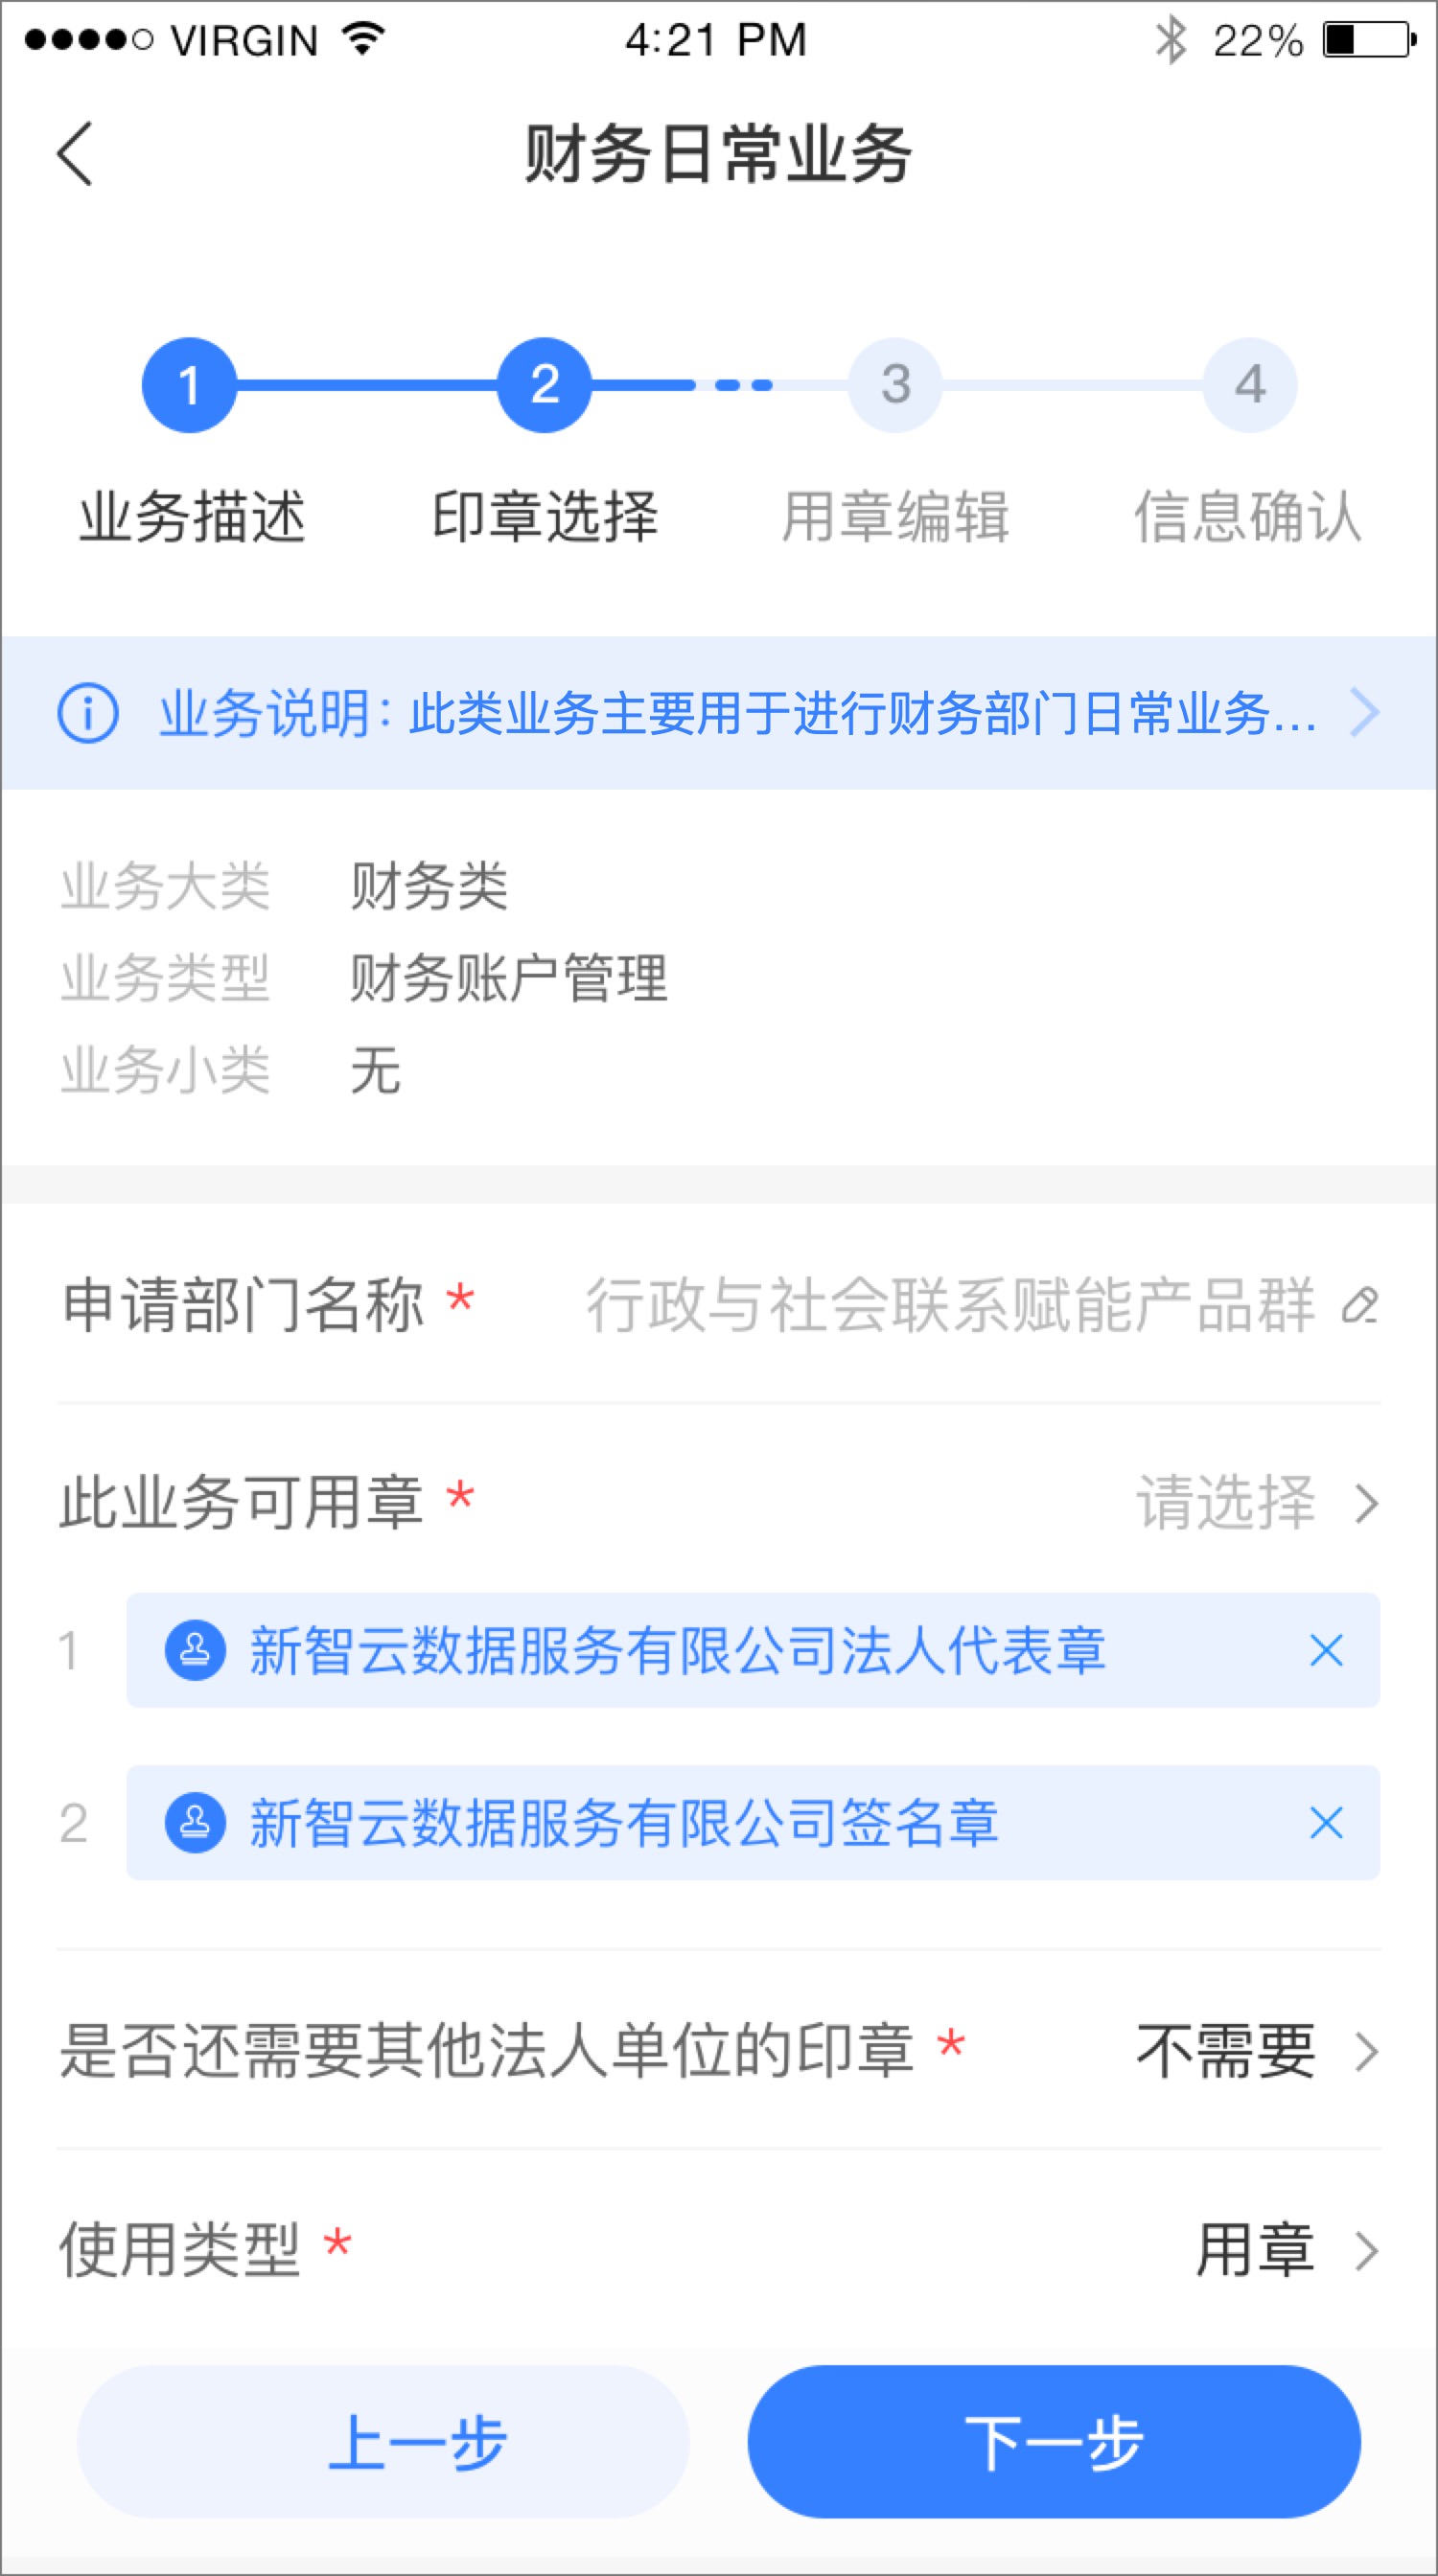 VIRGIN 4:21 PM 22%
财务日常业务
1 2 3 4
业务描述 印章选择 用章编辑 信息确认
业务说明：此类业务主要用于进行财务部门日常业务...
业务大类 财务类
业务类型 财务账户管理
业务小类 无
申请部门名称 * 行政与社会联系赋能产品群
此业务可用章 * 请选择
1 新智云数据服务有限公司法人代表章
2 新智云数据服务有限公司签名章
是否还需要其他法人单位的印章 * 不需要
使用类型 * 用章
上一步 下一步